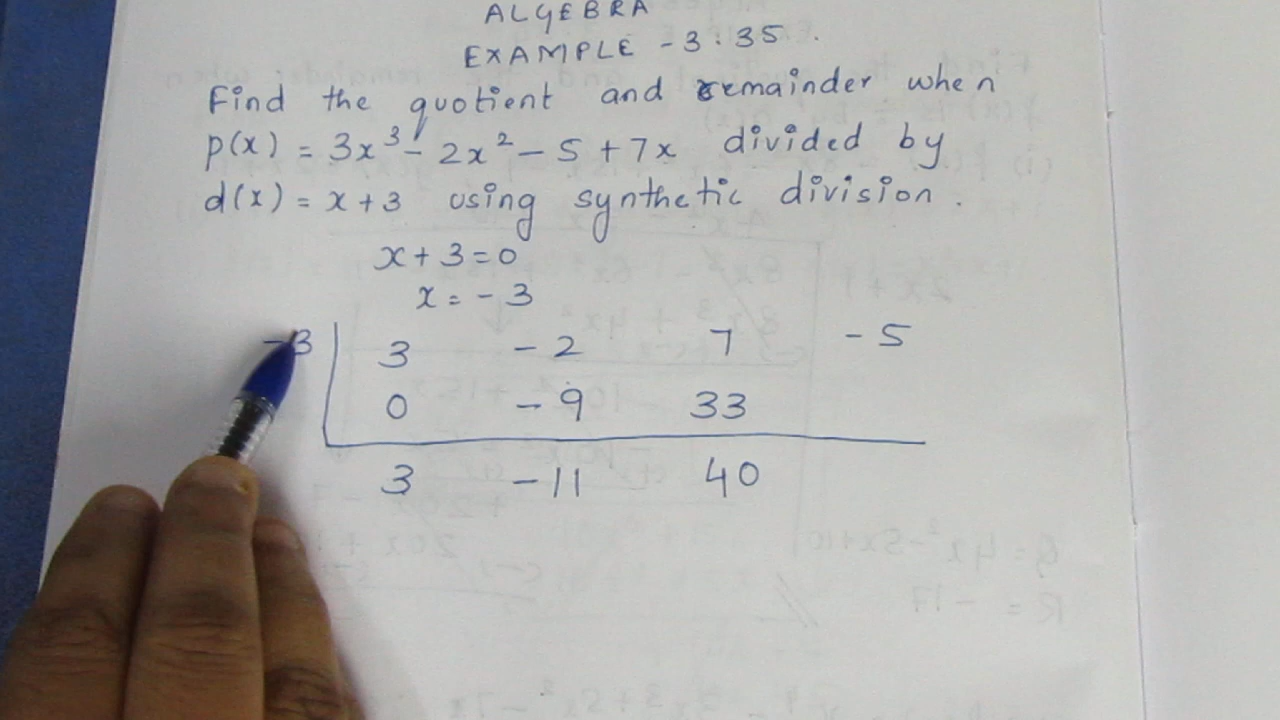 ALGEBRA
EXAMPLE - 3.35.
Find the quotient and remainder when
p(x) = 3x³ - 2x² - 5 + 7x divided by
d(x) = x + 3 using synthetic division.
x + 3 = 0
x = - 3
-3 3 - 2 7 - 5
0 - 9 33
3 - 11 40